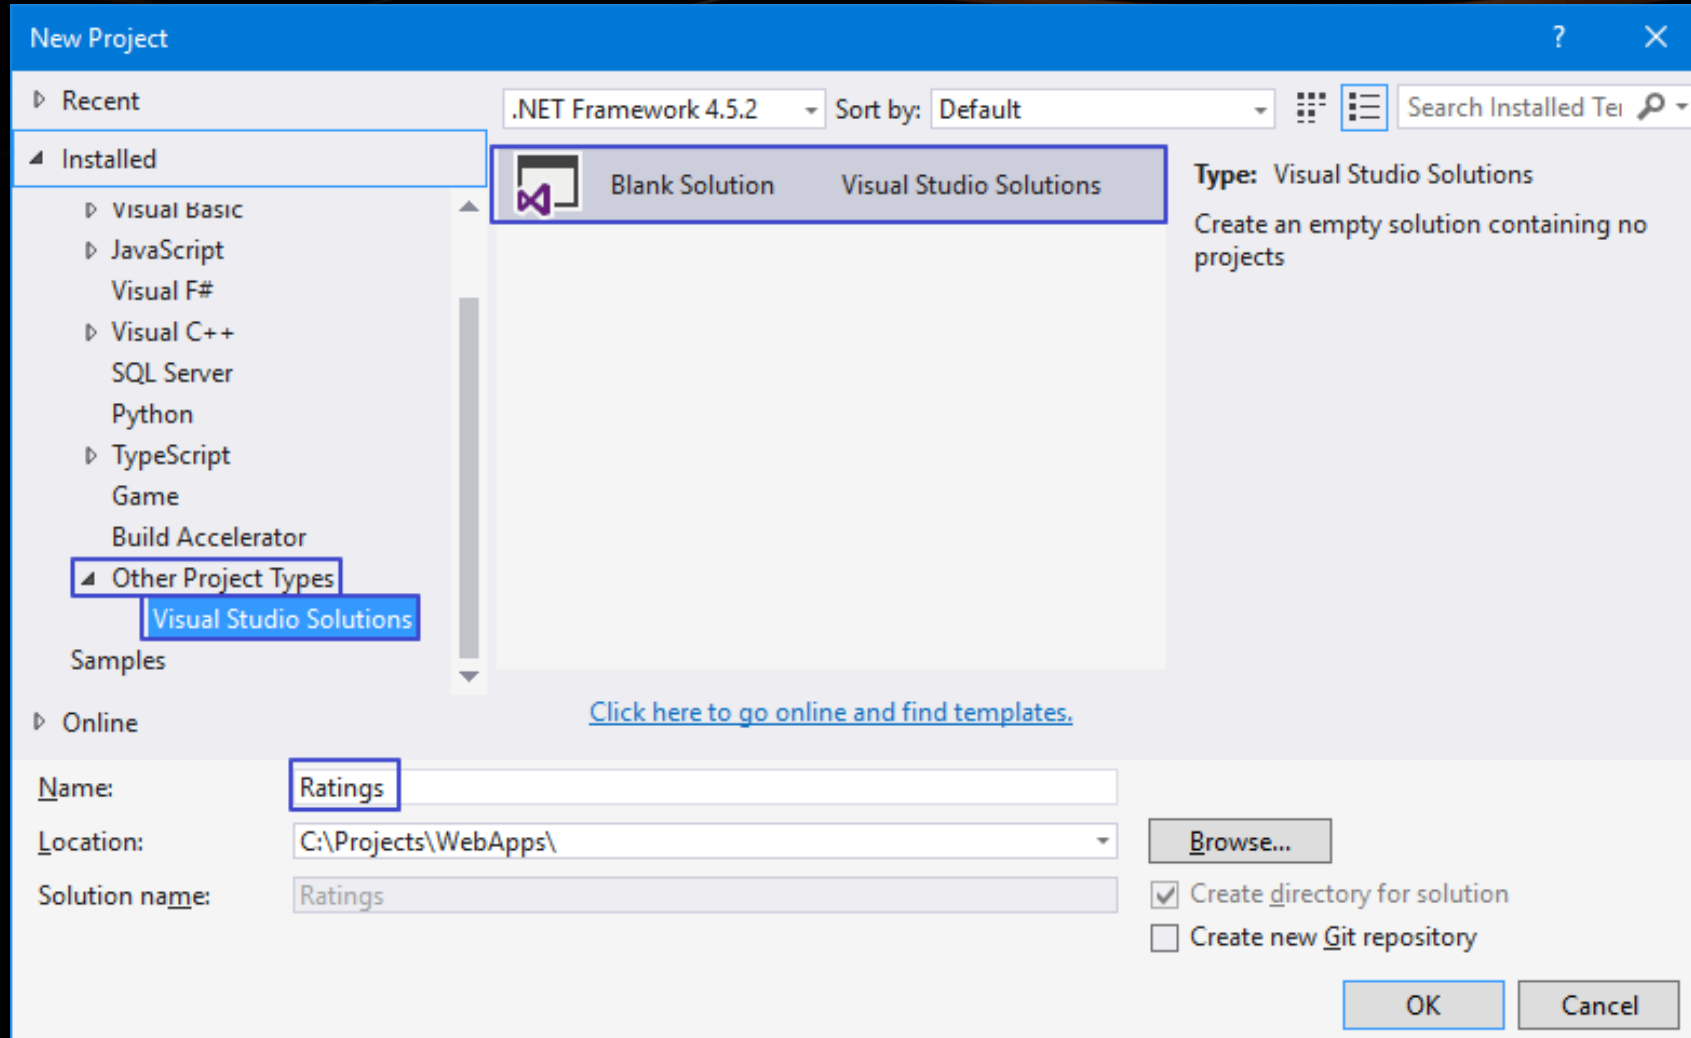 New Project
?
Recent
.NET Framework 4.5.2
Sort by: Default
Search Installed Te
Installed
Visual Basic
JavaScript
Visual F#
Visual C++
SQL Server
Python
TypeScript
Game
Build Accelerator
Other Project Types
Visual Studio Solutions
Samples
Online
Blank Solution
Visual Studio Solutions
Type: Visual Studio Solutions
Create an empty solution containing no
projects
Click here to go online and find templates.
Name: Ratings
Location: C:\Projects\WebApps\
Browse...
Solution name: Ratings
Create directory for solution
Create new Git repository
OK
Cancel